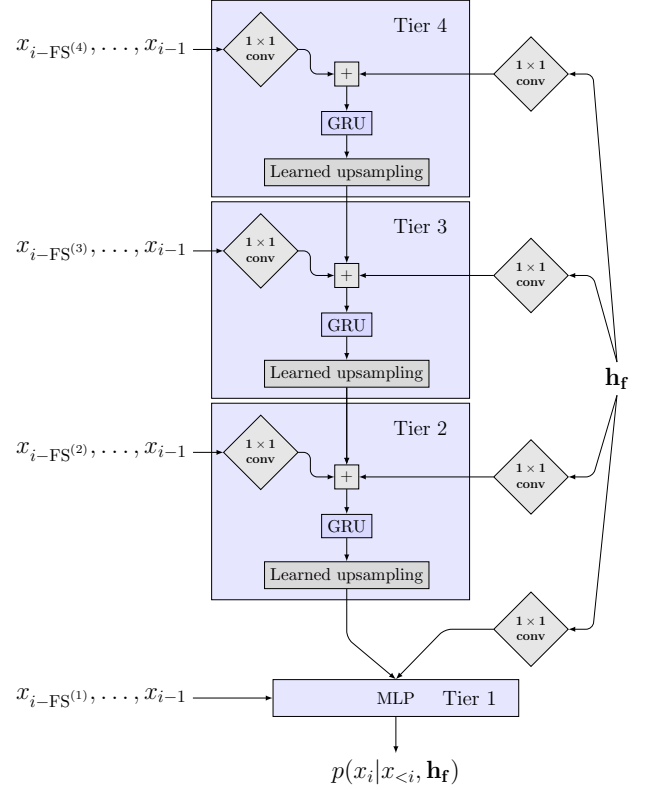 Tier 4
x_{i−FS^{(4)}}, . . . , x_{i−1}
1 × 1
conv
+
1 × 1
conv
GRU
Learned upsampling
Tier 3
x_{i−FS^{(3)}}, . . . , x_{i−1}
1 × 1
conv
+
1 × 1
conv
GRU
Learned upsampling
h_f
Tier 2
x_{i−FS^{(2)}}, . . . , x_{i−1}
1 × 1
conv
+
1 × 1
conv
GRU
Learned upsampling
1 × 1
conv
x_{i−FS^{(1)}}, . . . , x_{i−1}
MLP Tier 1
p(x_i|x_{<i}, h_f)